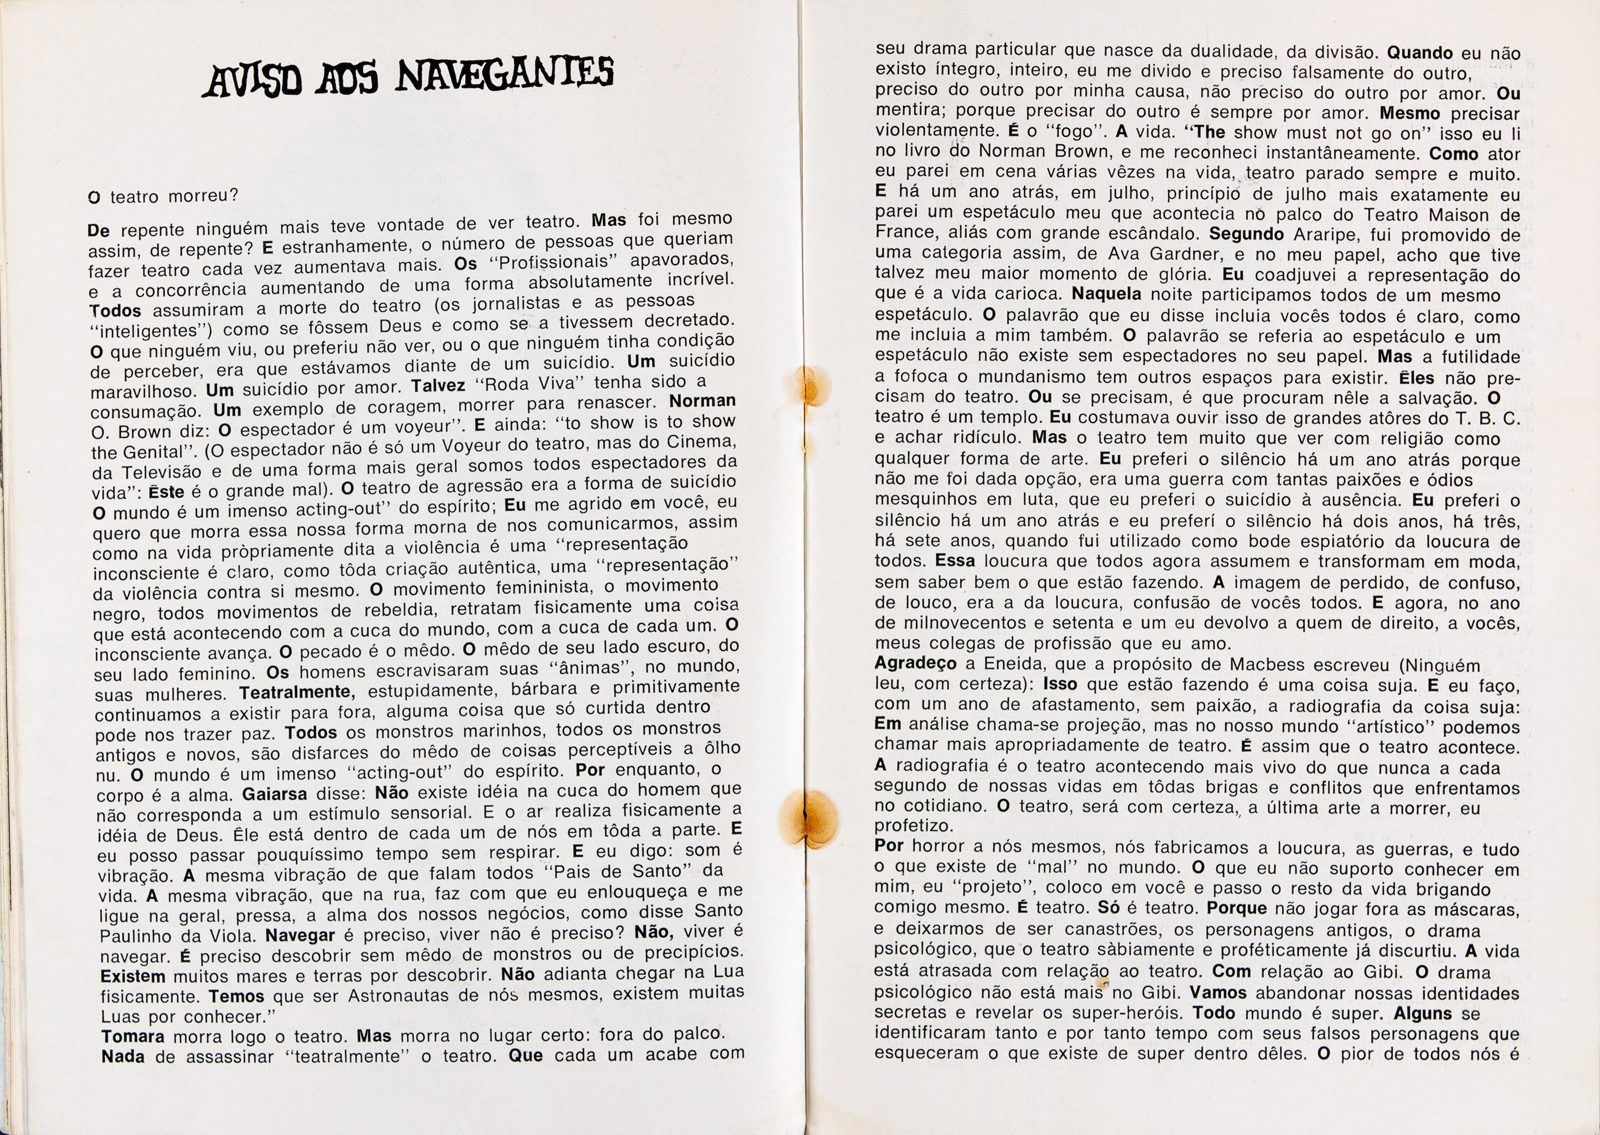 AVISO AOS NAVEGANTES
O teatro morreu?
De repente ninguém mais teve vontade de ver teatro. Mas foi mesmo
assim, de repente? E estranhamente, o número de pessoas que queriam
fazer teatro cada vez aumentava mais. Os “Profissionais” apavorados,
e a concorrência aumentando de uma forma absolutamente incrível.
Todos assumiram a morte do teatro (os jornalistas e as pessoas
“inteligentes”) como se fôssem Deus e como se a tivessem decretado.
O que ninguém viu, ou preferiu não ver, ou o que ninguém tinha condição
de perceber, era que estávamos diante de um suicídio. Um suicídio
maravilhoso. Um suicídio por amor. Talvez “Roda Viva” tenha sido a
consumação. Um exemplo de coragem, morrer para renascer. Norman
O. Brown diz: O espectador é um voyeur”. E ainda: “to show is to show
the Genital”. (O espectador não é só um Voyeur do teatro, mas do Cinema,
da Televisão e de uma forma mais geral somos todos espectadores da
vida”: Êste é o grande mal). O teatro de agressão era a forma de suicídio
O mundo é um imenso acting-out” do espírito; Eu me agrido em você, eu
quero que morra essa nossa forma morna de nos comunicarmos, assim
como na vida pròpriamente dita a violência é uma “representação
inconsciente é claro, como tôda criação autêntica, uma “representação”
da violência contra si mesmo. O movimento femininista, o movimento
negro, todos movimentos de rebeldia, retratam fisicamente uma coisa
que está acontecendo com a cuca do mundo, com a cuca de cada um. O
inconsciente avança. O pecado é o mêdo. O mêdo de seu lado escuro, do
seu lado feminino. Os homens escravisaram suas “ânimas”, no mundo,
suas mulheres. Teatralmente, estupidamente, bárbara e primitivamente
continuamos a existir para fora, alguma coisa que só curtida dentro
pode nos trazer paz. Todos os monstros marinhos, todos os monstros
antigos e novos, são disfarces do mêdo de coisas perceptíveis a ôlho
nu. O mundo é um imenso “acting-out” do espírito. Por enquanto, o
corpo é a alma. Gaiarsa disse: Não existe idéia na cuca do homem que
não corresponda a um estímulo sensorial. E o ar realiza fisicamente a
idéia de Deus. Êle está dentro de cada um de nós em tôda a parte. E
eu posso passar pouquíssimo tempo sem respirar. E eu digo: som é
vibração. A mesma vibração de que falam todos “Pais de Santo” da
vida. A mesma vibração, que na rua, faz com que eu enlouqueça e me
ligue na geral, pressa, a alma dos nossos negócios, como disse Santo
Paulinho da Viola. Navegar é preciso, viver não é preciso? Não, viver é
navegar. É preciso descobrir sem mêdo de monstros ou de precipícios.
Existem muitos mares e terras por descobrir. Não adianta chegar na Lua
fisicamente. Temos que ser Astronautas de nós mesmos, existem muitas
Luas por conhecer.”
Tomara morra logo o teatro. Mas morra no lugar certo: fora do palco.
Nada de assassinar “teatralmente” o teatro. Que cada um acabe com
seu drama particular que nasce da dualidade, da divisão. Quando eu não
existo íntegro, inteiro, eu me divido e preciso falsamente do outro,
preciso do outro por minha causa, não preciso do outro por amor. Ou
mentira; porque precisar do outro é sempre por amor. Mesmo precisar
violentamente. É o “fogo”. A vida. “The show must not go on” isso eu li
no livro do Norman Brown, e me reconheci instantâneamente. Como ator
eu parei em cena várias vêzes na vida, teatro parado sempre e muito.
E há um ano atrás, em julho, princípio de julho mais exatamente eu
parei um espetáculo meu que acontecia no palco do Teatro Maison de
France, aliás com grande escândalo. Segundo Araripe, fui promovido de
uma categoria assim, de Ava Gardner, e no meu papel, acho que tive
talvez meu maior momento de glória. Eu coadjuvei a representação do
que é a vida carioca. Naquela noite participamos todos de um mesmo
espetáculo. O palavrão que eu disse incluia vocês todos é claro, como
me incluia a mim também. O palavrão se referia ao espetáculo e um
espetáculo não existe sem espectadores no seu papel. Mas a futilidade
a fofoca o mundanismo tem outros espaços para existir. Êles não pre-
cisam do teatro. Ou se precisam, é que procuram nêle a salvação. O
teatro é um templo. Eu costumava ouvir isso de grandes atôres do T. B. C.
e achar ridículo. Mas o teatro tem muito que ver com religião como
qualquer forma de arte. Eu preferi o silêncio há um ano atrás porque
não me foi dada opção, era uma guerra com tantas paixões e ódios
mesquinhos em luta, que eu preferi o suicídio à ausência. Eu preferi o
silêncio há um ano atrás e eu preferí o silêncio há dois anos, há três,
há sete anos, quando fui utilizado como bode espiatório da loucura de
todos. Essa loucura que todos agora assumem e transformam em moda,
sem saber bem o que estão fazendo. A imagem de perdido, de confuso,
de louco, era a da loucura, confusão de vocês todos. E agora, no ano
de milnovecentos e setenta e um eu devolvo a quem de direito, a vocês,
meus colegas de profissão que eu amo.
Agradeço a Eneida, que a propósito de Macbess escreveu (Ninguém
leu, com certeza): Isso que estão fazendo é uma coisa suja. E eu faço,
com um ano de afastamento, sem paixão, a radiografia da coisa suja:
Em análise chama-se projeção, mas no nosso mundo “artístico” podemos
chamar mais apropriadamente de teatro. É assim que o teatro acontece.
A radiografia é o teatro acontecendo mais vivo do que nunca a cada
segundo de nossas vidas em tôdas brigas e conflitos que enfrentamos
no cotidiano. O teatro, será com certeza, a última arte a morrer, eu
profetizo.
Por horror a nós mesmos, nós fabricamos a loucura, as guerras, e tudo
o que existe de “mal” no mundo. O que eu não suporto conhecer em
mim, eu “projeto”, coloco em você e passo o resto da vida brigando
comigo mesmo. É teatro. Só é teatro. Porque não jogar fora as máscaras,
e deixarmos de ser canastrões, os personagens antigos, o drama
psicológico, que o teatro sàbiamente e proféticamente já discurtiu. A vida
está atrasada com relação ao teatro. Com relação ao Gibi. O drama
psicológico não está mais no Gibi. Vamos abandonar nossas identidades
secretas e revelar os super-heróis. Todo mundo é super. Alguns se
identificaram tanto e por tanto tempo com seus falsos personagens que
esqueceram o que existe de super dentro dêles. O pior de todos nós é